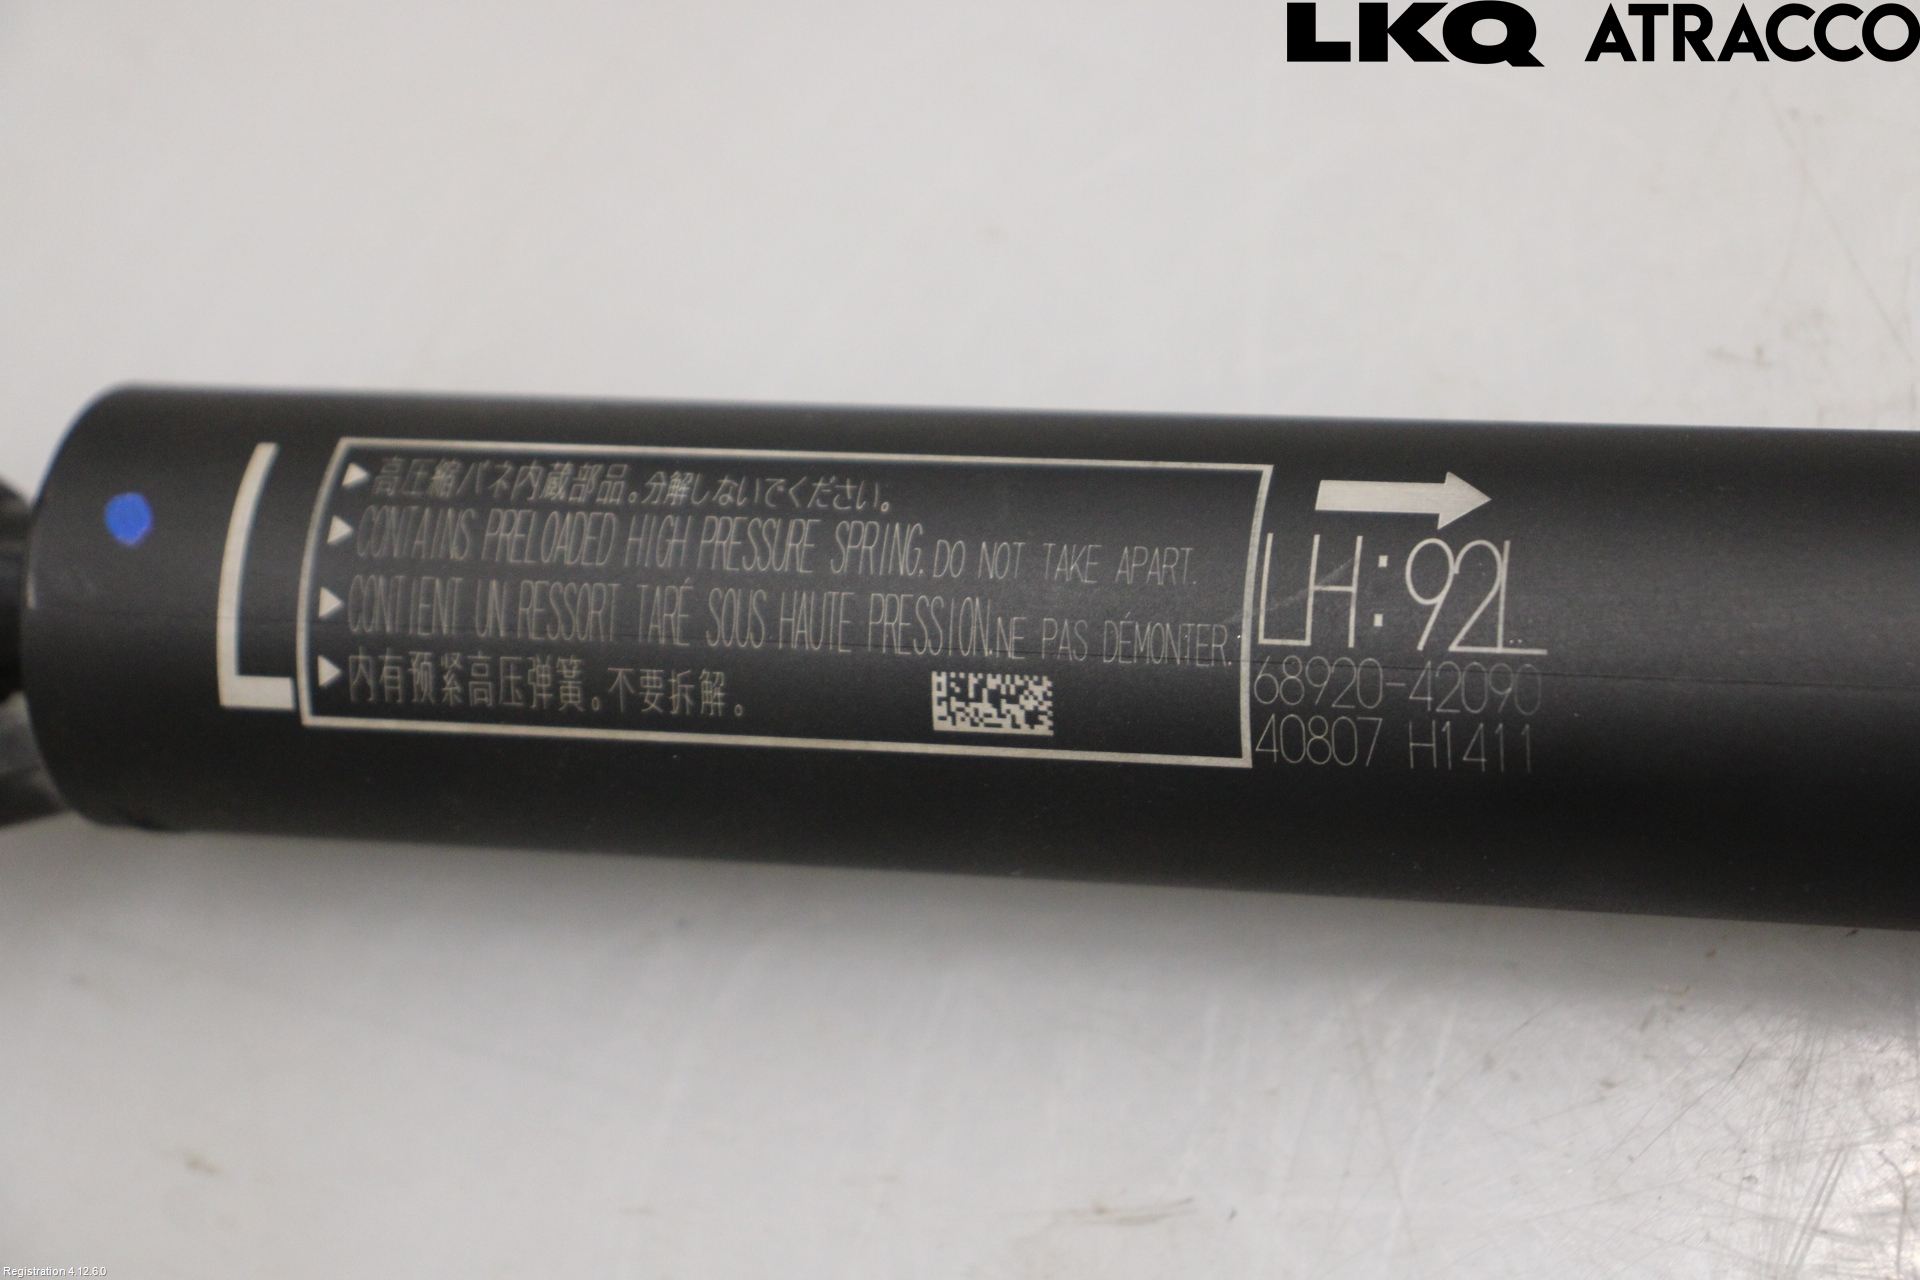 LKQ ATRACCO
L
▶高圧縮バネ内蔵部品。分解しないでください。
▶CONTAINS PRELOADED HIGH PRESSURE SPRING. DO NOT TAKE APART.
▶CONTIENT UN RESSORT TARÉ SOUS HAUTE PRESSION. NE PAS DÉMONTER.
▶内有预紧高压弹簧。不要拆解。
LH:92L
68920-42090
40807 H1411
Registration 4.12.6.0